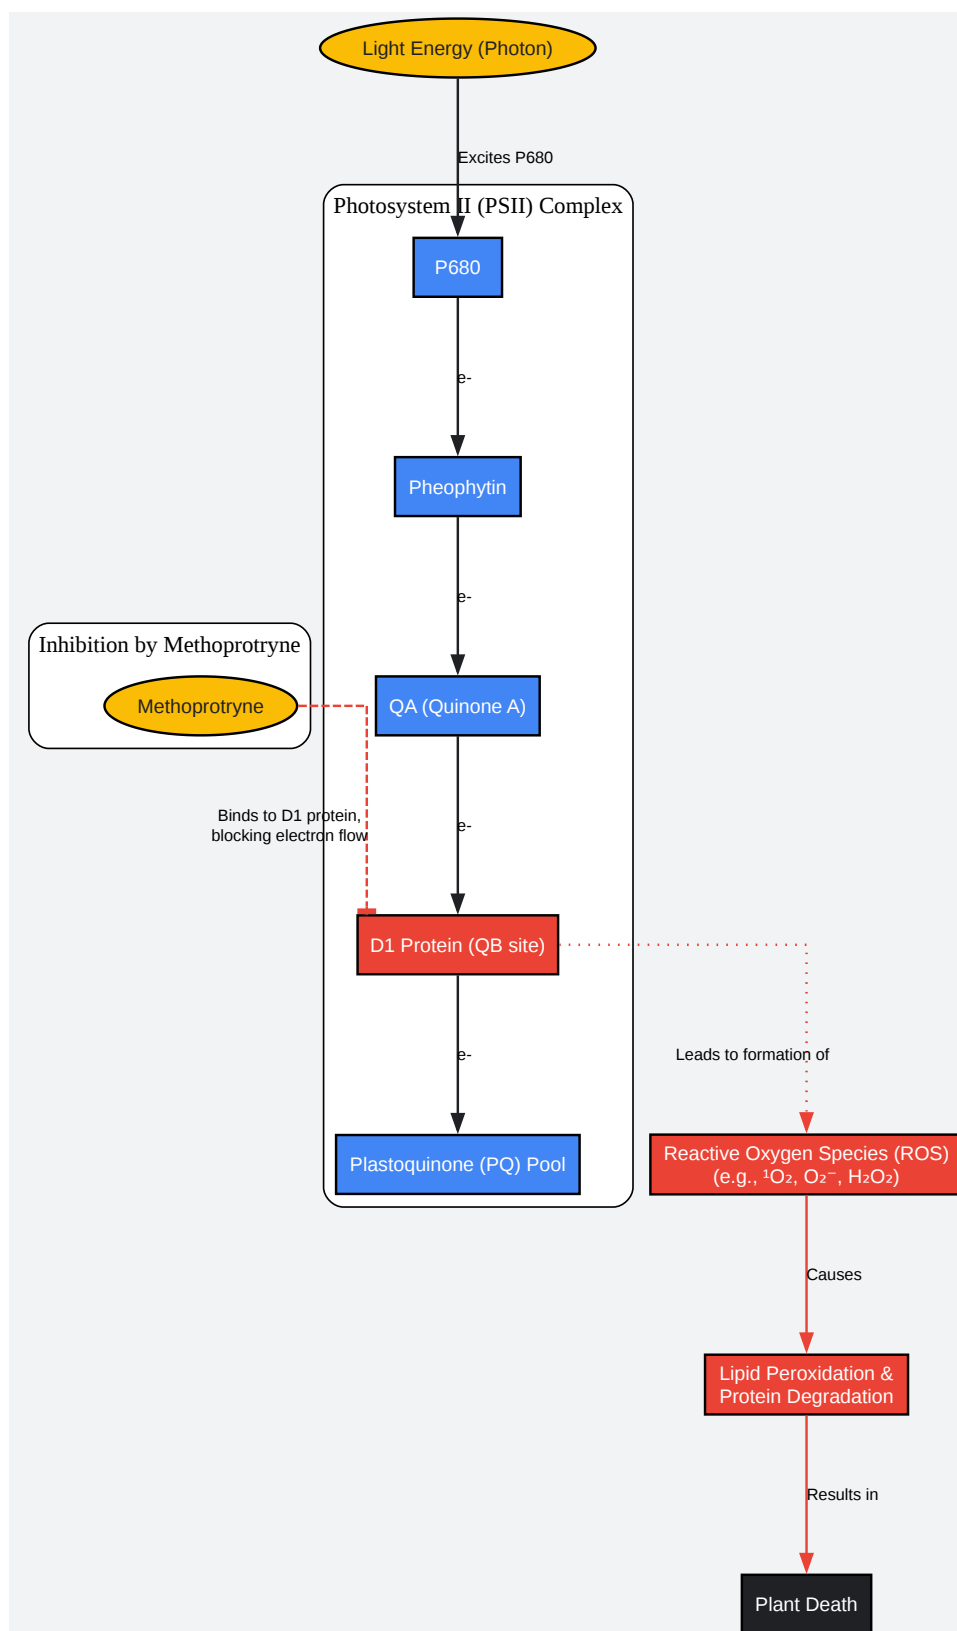 Light Energy (Photon)
Excites P680
Photosystem II (PSII) Complex
P680
e-
Pheophytin
e-
Inhibition by Methoprotryne
Methoprotryne
QA (Quinone A)
Binds to D1 protein,
blocking electron flow
e-
D1 Protein (QB site)
e-
Leads to formation of
Plastoquinone (PQ) Pool
Reactive Oxygen Species (ROS)
(e.g., ¹O₂, O₂⁻, H₂O₂)
Causes
Lipid Peroxidation &
Protein Degradation
Results in
Plant Death